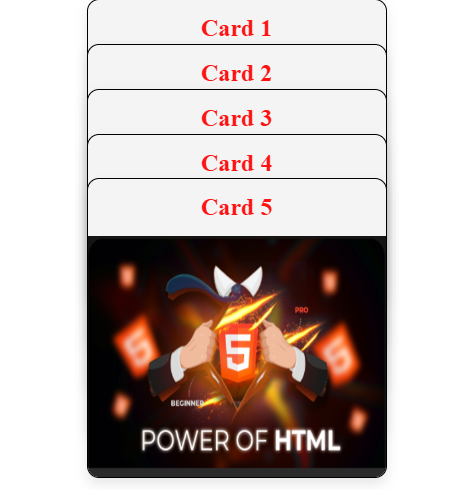 Card 1
Card 2
Card 3
Card 4
Card 5
PRO
5
BEGINNER
POWER OF HTML